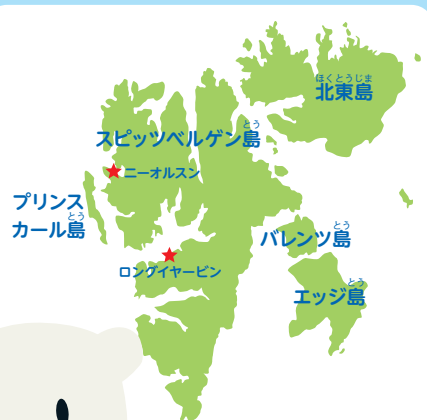 ほくとうじま
北東島
とう
スピッツベルゲン島
ニーオルスン
プリンス
とう
カール島
とう
バレンツ島
ロングイヤービン
とう
エッジ島